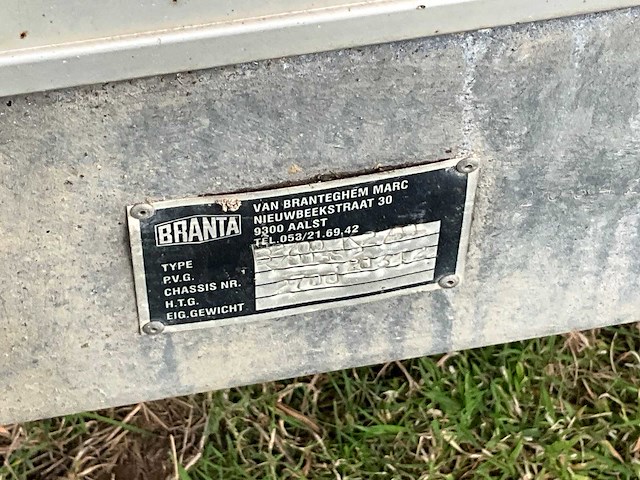 BRANTA
VAN BRANTEGHEM MARC
NIEUWBEEKSTRAAT 30
9300 AALST
TEL.053/21.69,42
TYPE
P.V.G.
CHASSIS NR.
H.T.G.
EIG.GEWICHT